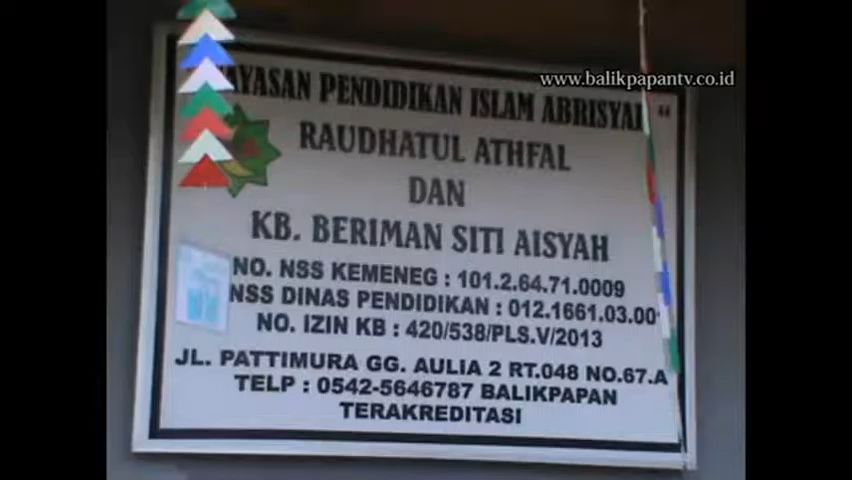 www.balikpapantv.co.id
YAYASAN PENDIDIKAN ISLAM ABRISYAH "
RAUDHATUL ATHFAL
DAN
KB. BERIMAN SITI AISYAH
NO. NSS KEMENEG : 101.2.64.71.0009
NSS DINAS PENDIDIKAN : 012.1661.03.00
NO. IZIN KB : 420/538/PLS.V/2013
JL. PATTIMURA GG. AULIA 2 RT.048 NO.67.A
TELP : 0542-5646787 BALIKPAPAN
TERAKREDITASI